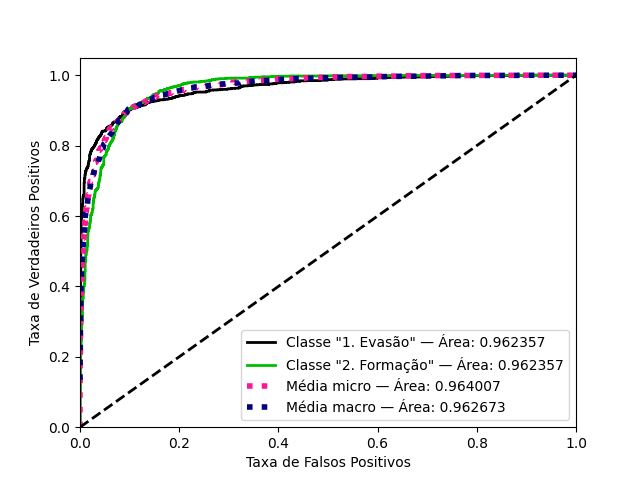 1.0
0.8
0.6
0.4
0.2
0.0
Taxa de Verdadeiros Positivos
Classe "1. Evasão" — Área: 0.962357
Classe "2. Formação" — Área: 0.962357
Média micro — Área: 0.964007
Média macro — Área: 0.962673
0.0 0.2 0.4 0.6 0.8 1.0
Taxa de Falsos Positivos